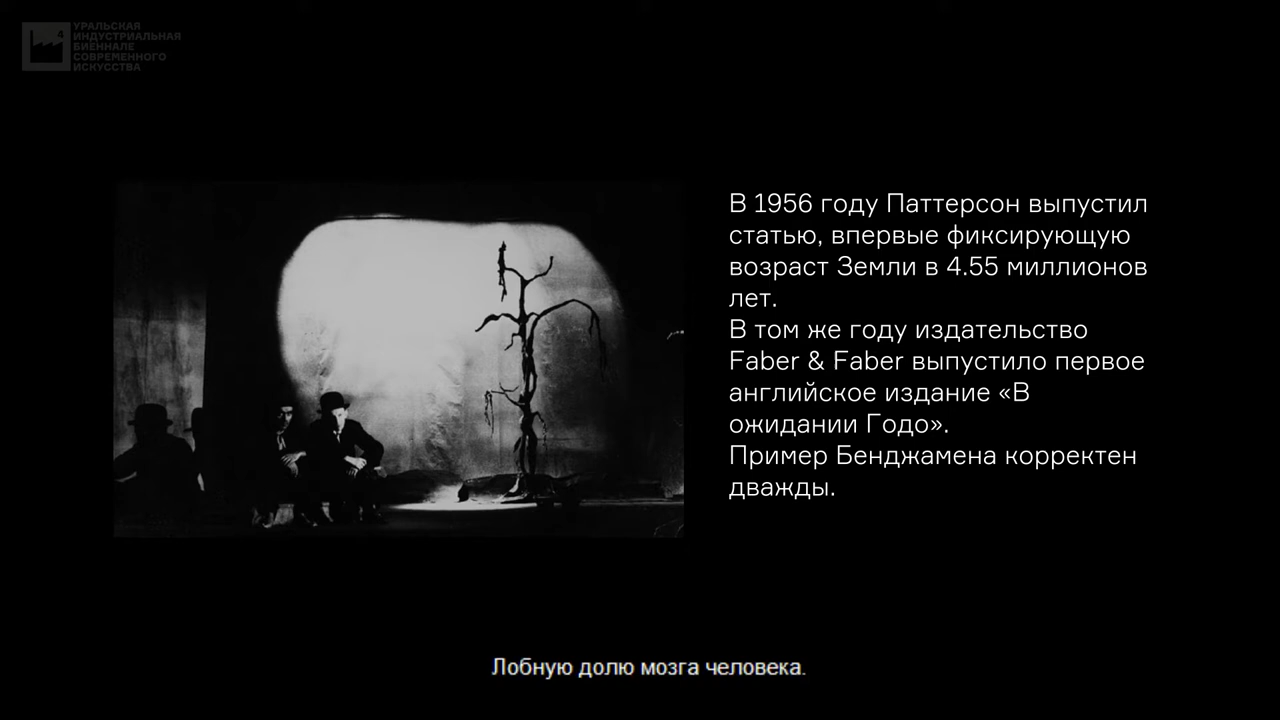 УРАЛЬСКАЯ
ИНДУСТРИАЛЬНАЯ
БИЕННАЛЕ
СОВРЕМЕННОГО
ИСКУССТВА
4
В 1956 году Паттерсон выпустил
статью, впервые фиксирующую
возраст Земли в 4.55 миллионов
лет.
В том же году издательство
Faber & Faber выпустило первое
английское издание «В
ожидании Годо».
Пример Бенджамена корректен
дважды.
Лобную долю мозга человека.